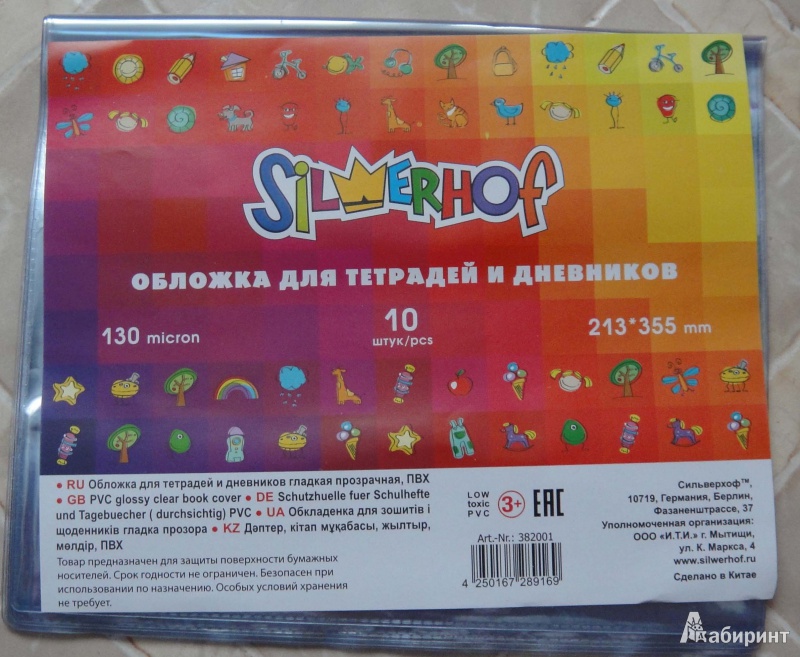 SILWERHOF
ОБЛОЖКА ДЛЯ ТЕТРАДЕЙ И ДНЕВНИКОВ
130 micron
10
штук/pcs
213*355 mm
• RU Обложка для тетрадей и дневников гладкая прозрачная, ПВХ
• GB PVC glossy clear book cover • DE Schutzhuelle fuer Schulhefte
und Tagebuecher ( durchsichtig) PVC • UA Обкладенка для зошитів і
щоденників гладка прозора • KZ Дәптер, кітап мұқабасы, жылтыр,
мөлдір, ПВХ
Товар предназначен для защиты поверхности бумажных
носителей. Срок годности не ограничен. Безопасен при
использовании по назначению. Особых условий хранения
не требует.
LOW
toxic
PVC
3+
EAC
Art.-Nr.: 382001
4 250167 289169
Сильверхоф™,
10719, Германия, Берлин,
Фазаненштрассе, 37
Уполномоченная организация:
ООО «И.Т.И.» г. Мытищи,
ул. К. Маркса, 4
www.silwerhof.ru
Сделано в Китае
Лабиринт